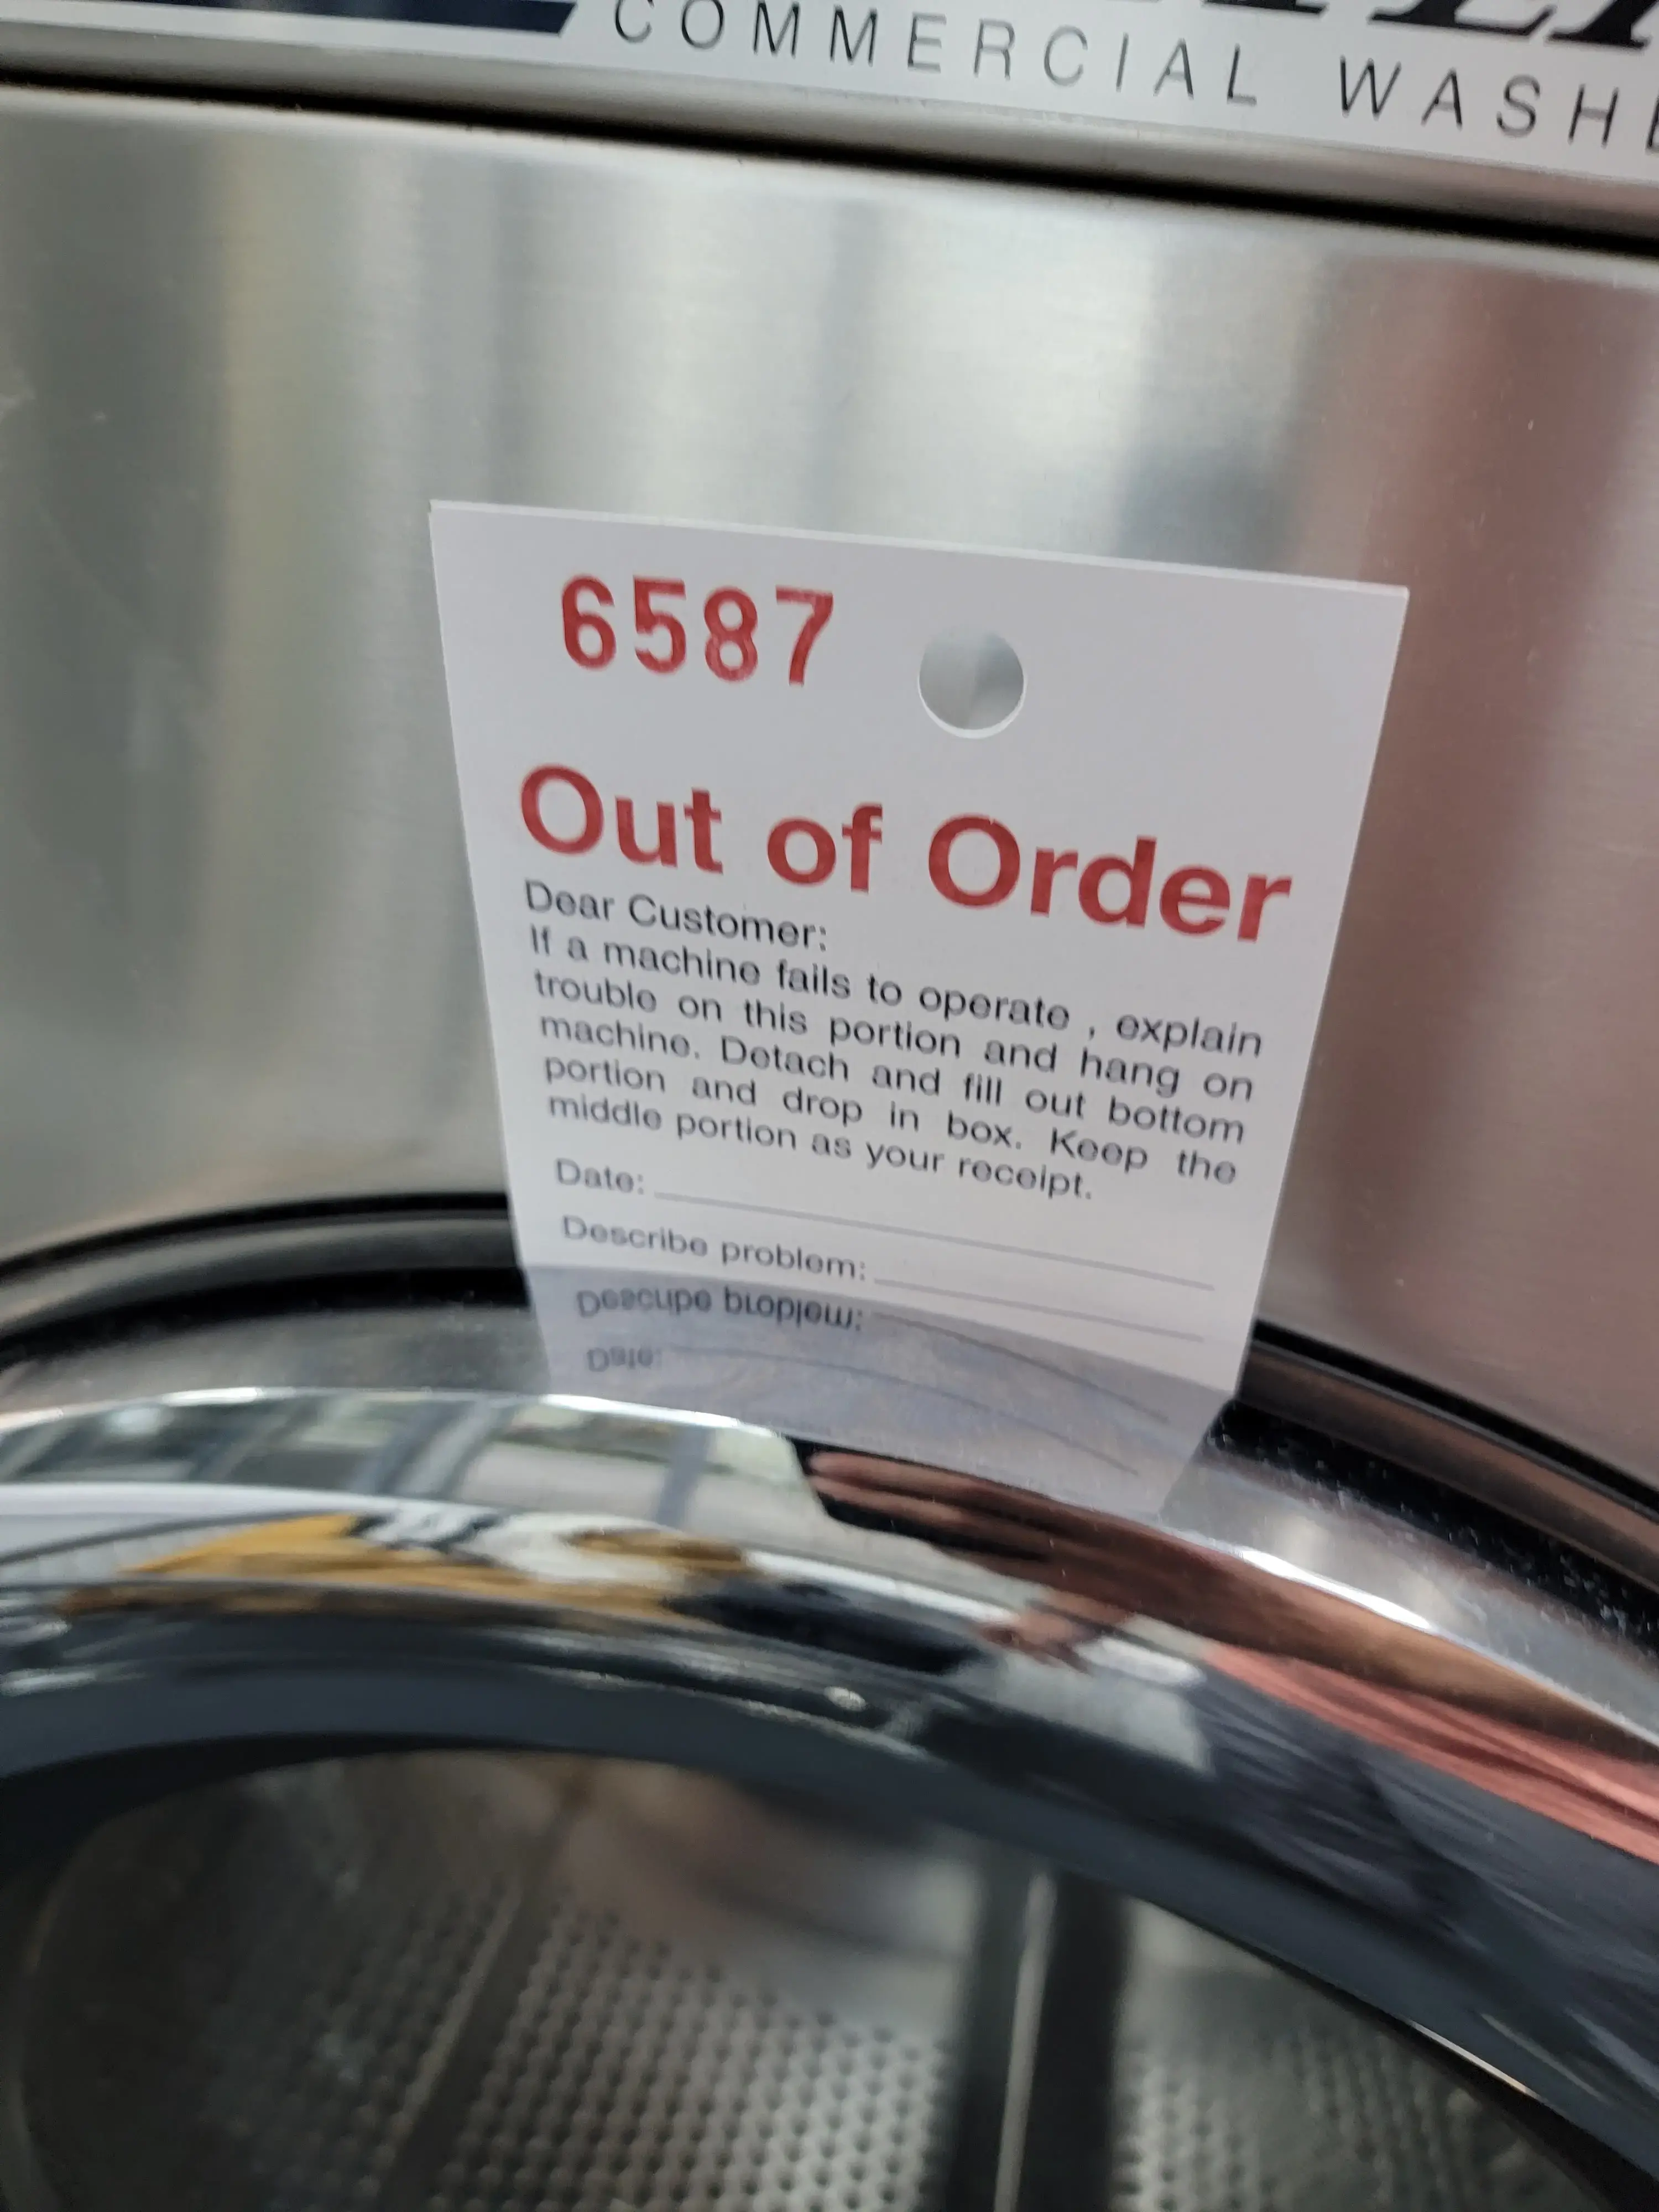 COMMERCIAL
6587
Out of Order
Dear Customer:
If a machine fails to operate , explain
trouble on this portion and hang on
machine. Detach and fill out bottom
portion and drop in box. Keep the
middle portion as your receipt.
Date:
Describe problem: